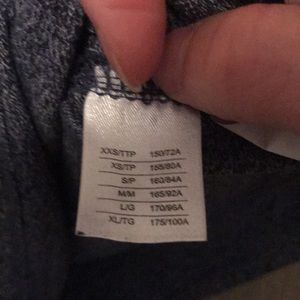 XXS/TTP 150/72A
XS/TP 155/80A
S/P 160/84A
M/M 165/92A
L/G 170/96A
XL/TG 175/100A